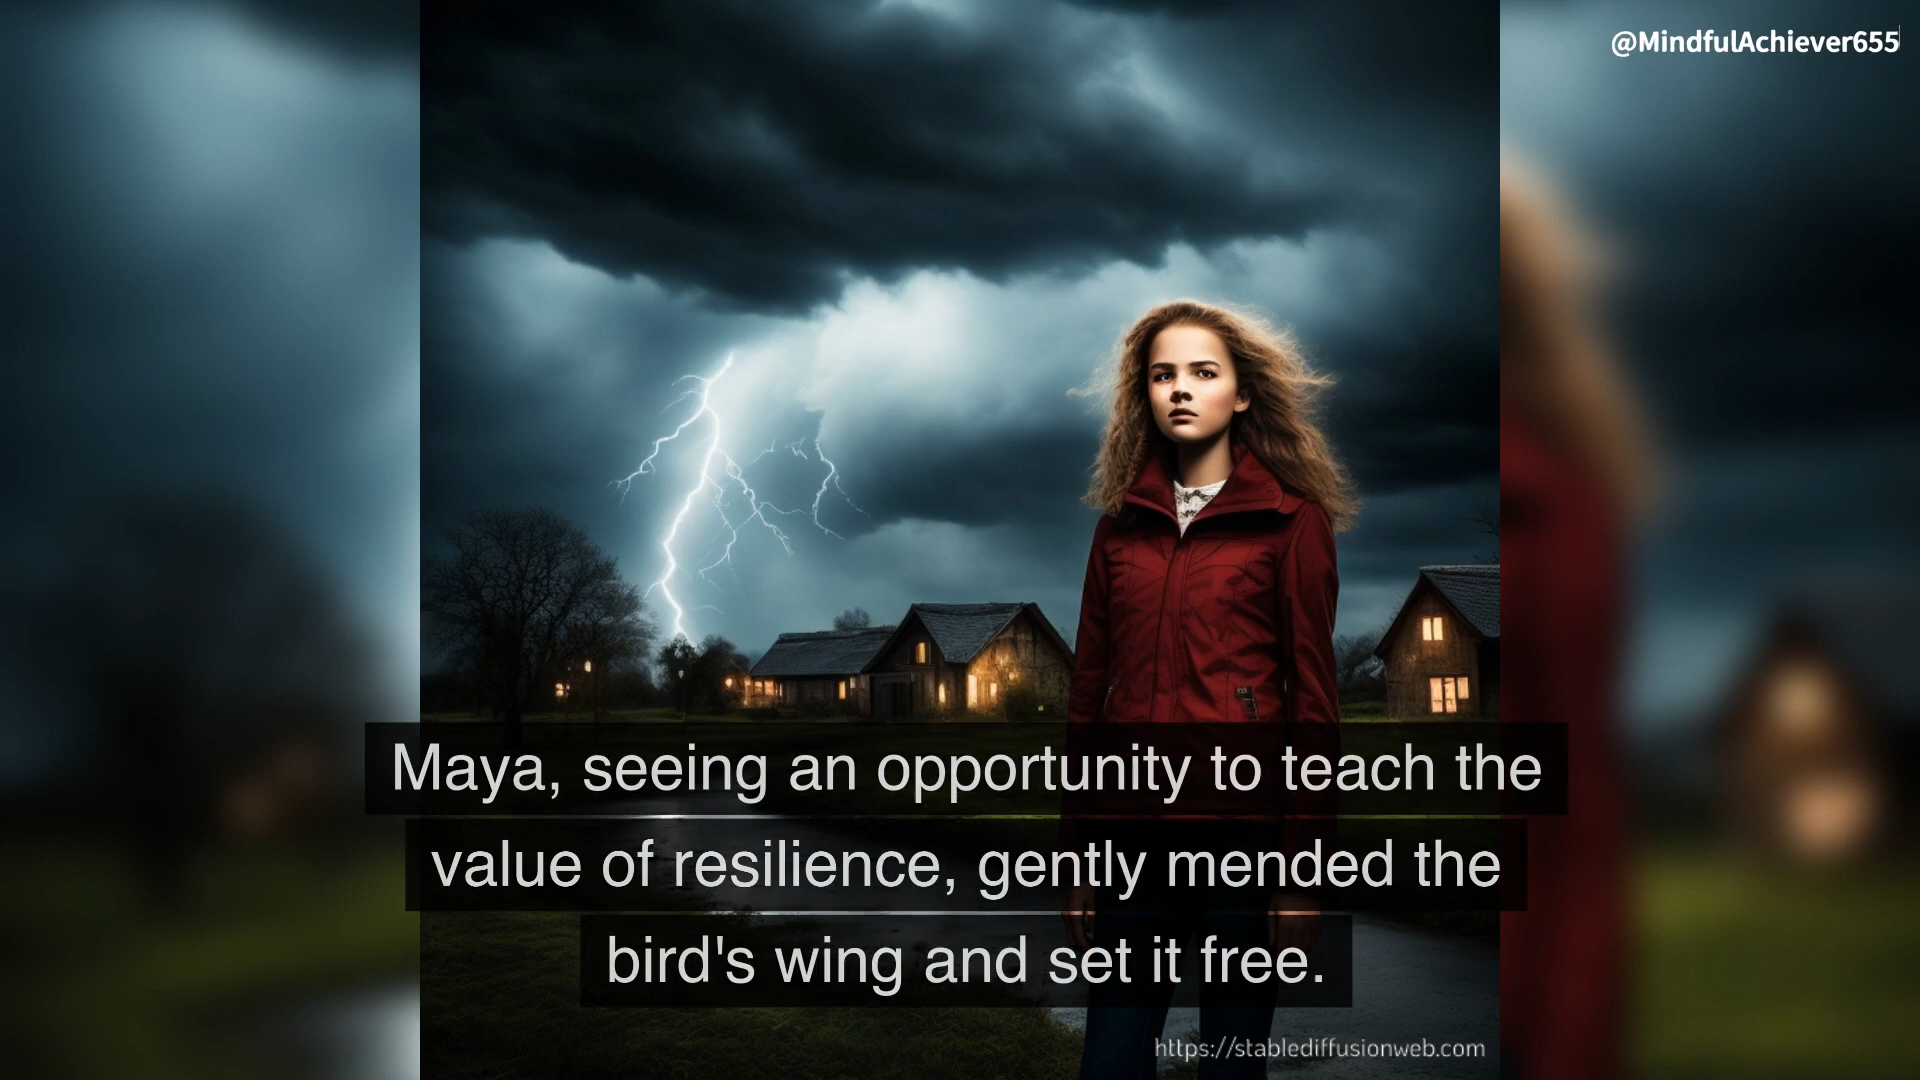 @MindfulAchiever655
Maya, seeing an opportunity to teach the
value of resilience, gently mended the
bird's wing and set it free.
https://stablediffusionweb.com